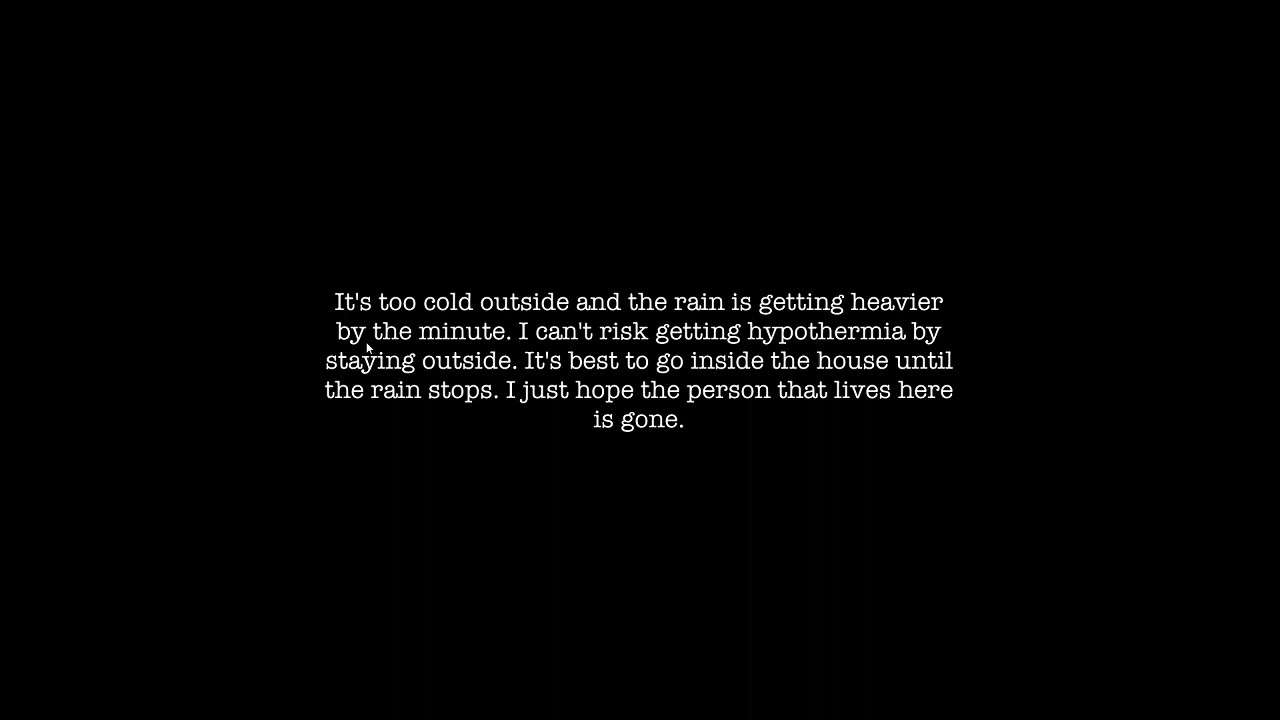 It's too cold outside and the rain is getting heavier
by the minute. I can't risk getting hypothermia by
staying outside. It's best to go inside the house until
the rain stops. I just hope the person that lives here
is gone.